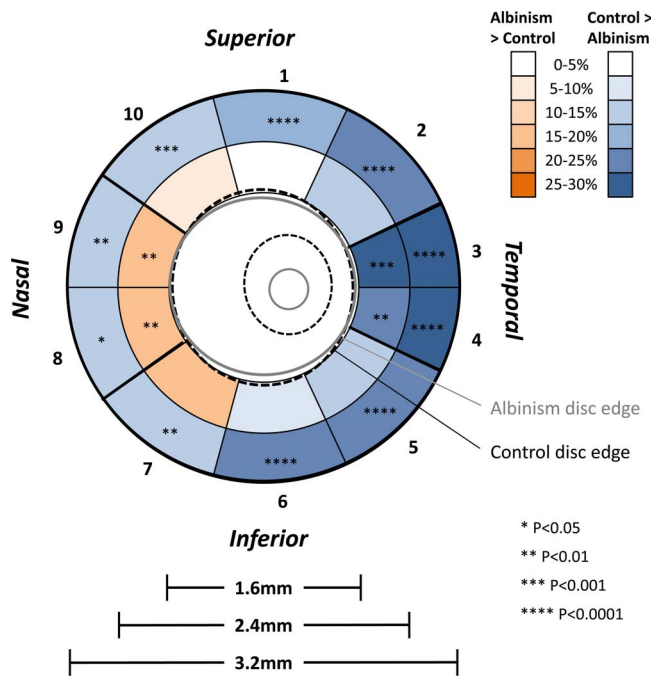 Albinism > Control
Control > Albinism
0-5%
5-10%
10-15%
15-20%
20-25%
25-30%
Superior
1
10
2
****
***
****
9
3
**
**
***
****
Nasal
Temporal
8
4
*
**
**
****
7
5
**
****
****
6
Albinism disc edge
Control disc edge
Inferior
1.6mm
2.4mm
3.2mm
* P<0.05
** P<0.01
*** P<0.001
**** P<0.0001